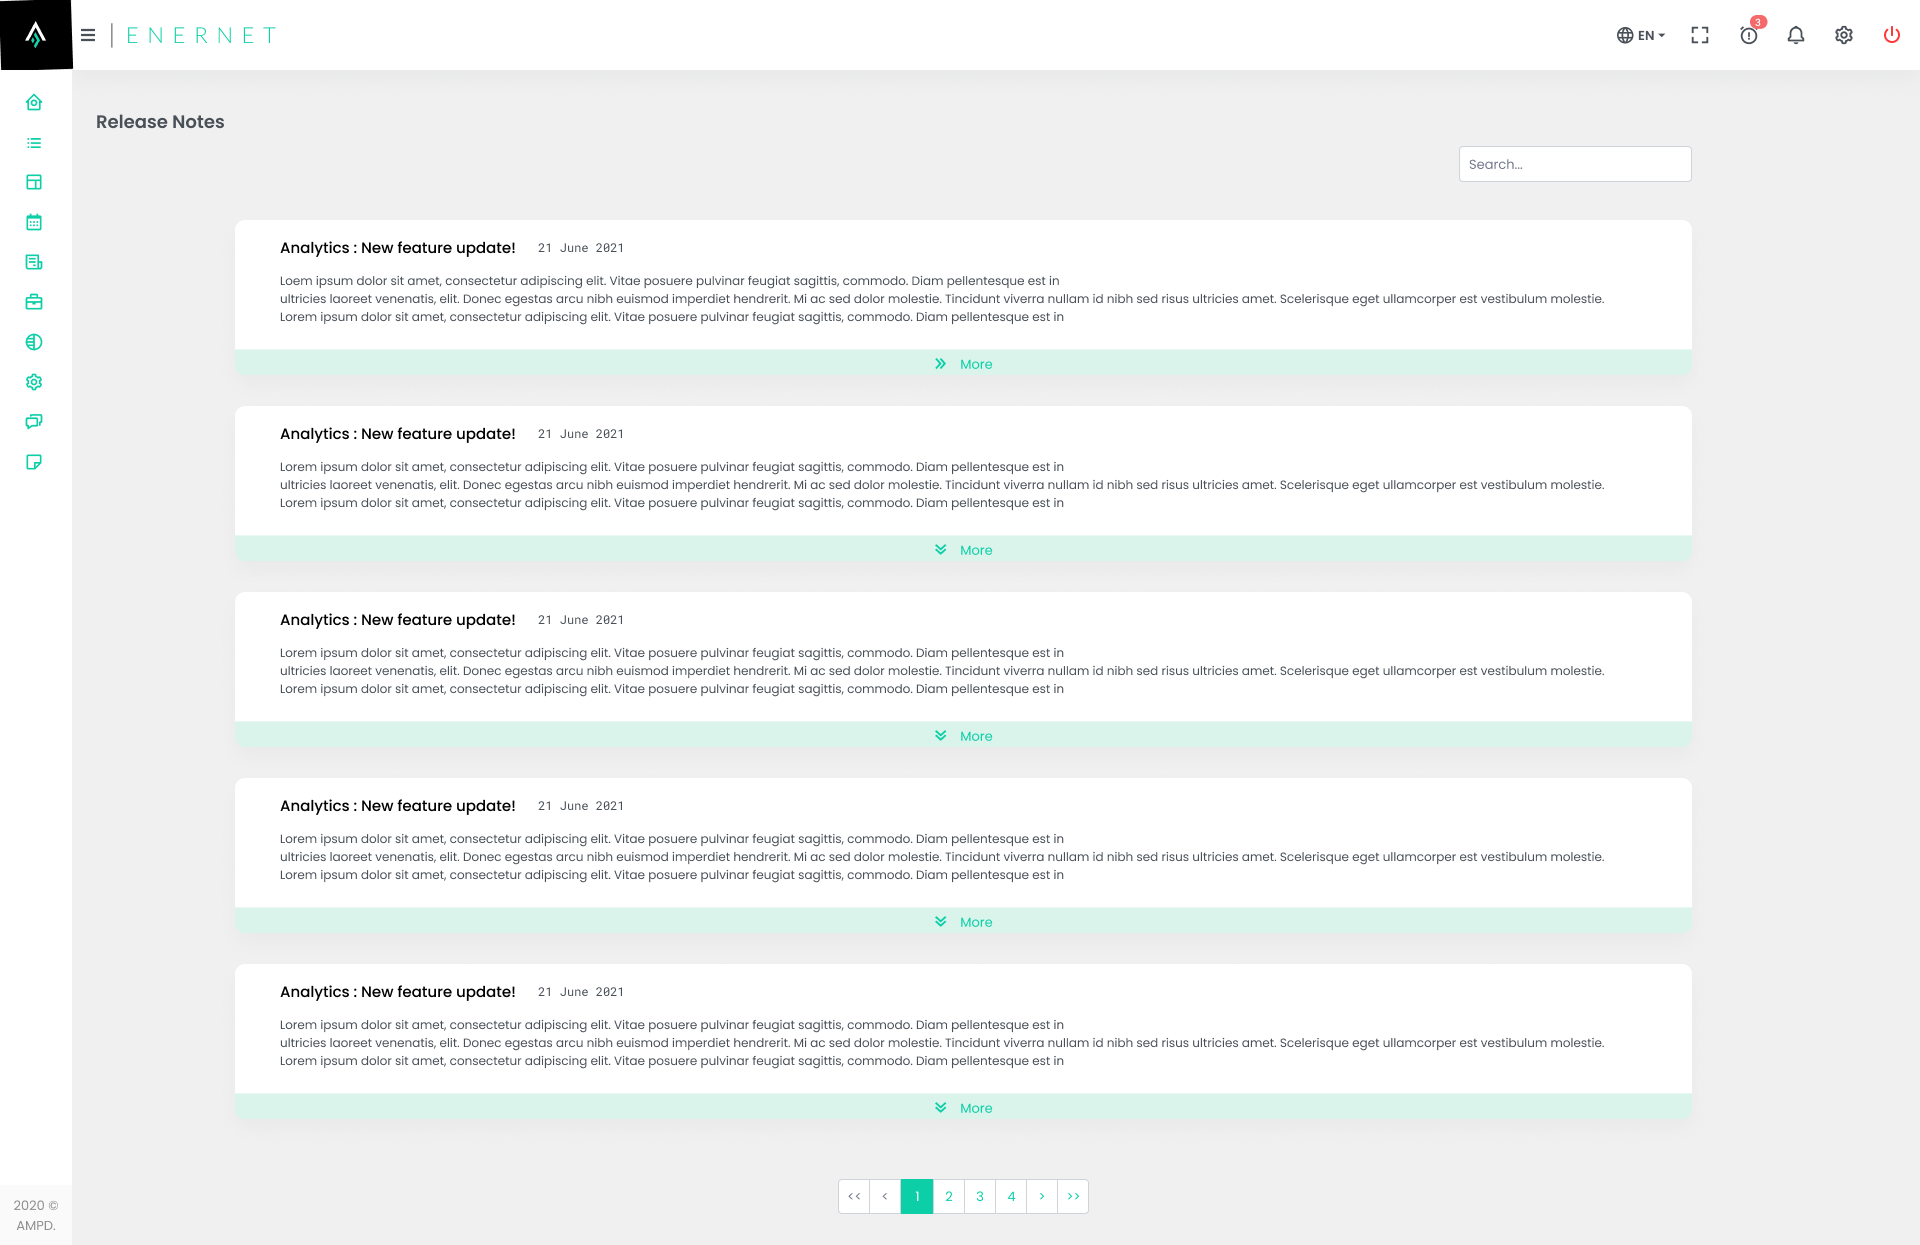 ENERNET
EN
3
Release Notes
Search...
Analytics : New feature update! 21 June 2021
Loem ipsum dolor sit amet, consectetur adipiscing elit. Vitae posuere pulvinar feugiat sagittis, commodo. Diam pellentesque est in
ultricies laoreet venenatis, elit. Donec egestas arcu nibh euismod imperdiet hendrerit. Mi ac sed dolor molestie. Tincidunt viverra nullam id nibh sed risus ultricies amet. Scelerisque eget ullamcorper est vestibulum molestie.
Lorem ipsum dolor sit amet, consectetur adipiscing elit. Vitae posuere pulvinar feugiat sagittis, commodo. Diam pellentesque est in
More
Analytics : New feature update! 21 June 2021
Lorem ipsum dolor sit amet, consectetur adipiscing elit. Vitae posuere pulvinar feugiat sagittis, commodo. Diam pellentesque est in
ultricies laoreet venenatis, elit. Donec egestas arcu nibh euismod imperdiet hendrerit. Mi ac sed dolor molestie. Tincidunt viverra nullam id nibh sed risus ultricies amet. Scelerisque eget ullamcorper est vestibulum molestie.
Lorem ipsum dolor sit amet, consectetur adipiscing elit. Vitae posuere pulvinar feugiat sagittis, commodo. Diam pellentesque est in
More
Analytics : New feature update! 21 June 2021
Lorem ipsum dolor sit amet, consectetur adipiscing elit. Vitae posuere pulvinar feugiat sagittis, commodo. Diam pellentesque est in
ultricies laoreet venenatis, elit. Donec egestas arcu nibh euismod imperdiet hendrerit. Mi ac sed dolor molestie. Tincidunt viverra nullam id nibh sed risus ultricies amet. Scelerisque eget ullamcorper est vestibulum molestie.
Lorem ipsum dolor sit amet, consectetur adipiscing elit. Vitae posuere pulvinar feugiat sagittis, commodo. Diam pellentesque est in
More
Analytics : New feature update! 21 June 2021
Lorem ipsum dolor sit amet, consectetur adipiscing elit. Vitae posuere pulvinar feugiat sagittis, commodo. Diam pellentesque est in
ultricies laoreet venenatis, elit. Donec egestas arcu nibh euismod imperdiet hendrerit. Mi ac sed dolor molestie. Tincidunt viverra nullam id nibh sed risus ultricies amet. Scelerisque eget ullamcorper est vestibulum molestie.
Lorem ipsum dolor sit amet, consectetur adipiscing elit. Vitae posuere pulvinar feugiat sagittis, commodo. Diam pellentesque est in
More
Analytics : New feature update! 21 June 2021
Lorem ipsum dolor sit amet, consectetur adipiscing elit. Vitae posuere pulvinar feugiat sagittis, commodo. Diam pellentesque est in
ultricies laoreet venenatis, elit. Donec egestas arcu nibh euismod imperdiet hendrerit. Mi ac sed dolor molestie. Tincidunt viverra nullam id nibh sed risus ultricies amet. Scelerisque eget ullamcorper est vestibulum molestie.
Lorem ipsum dolor sit amet, consectetur adipiscing elit. Vitae posuere pulvinar feugiat sagittis, commodo. Diam pellentesque est in
More
<< < 1 2 3 4 > >>
2020 ©
AMPD.